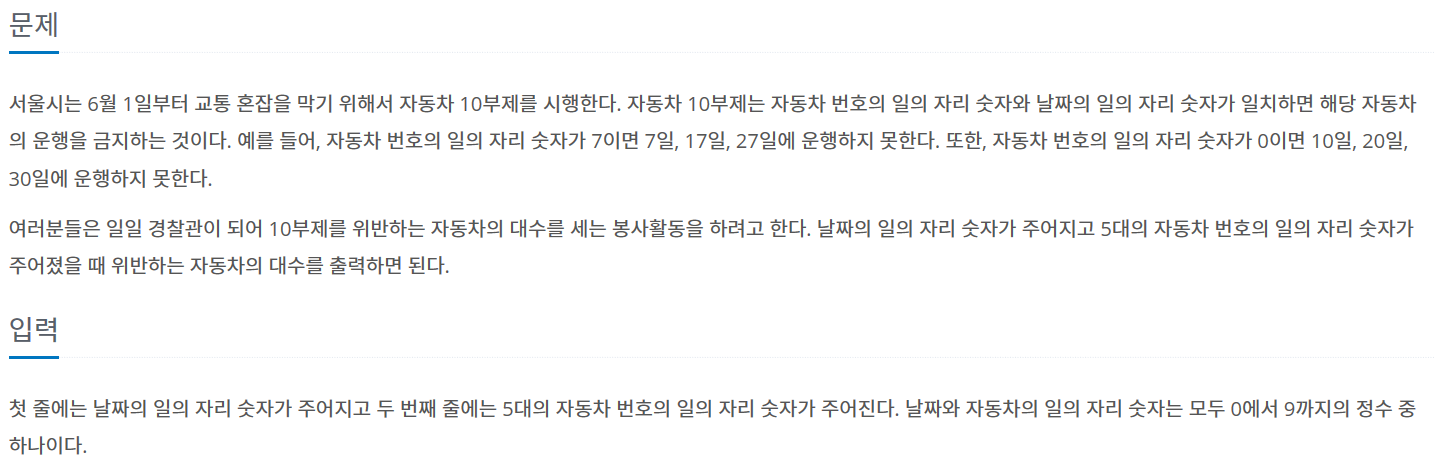 문제
서울시는 6월 1일부터 교통 혼잡을 막기 위해서 자동차 10부제를 시행한다. 자동차 10부제는 자동차 번호의 일의 자리 숫자와 날짜의 일의 자리 숫자가 일치하면 해당 자동차
의 운행을 금지하는 것이다. 예를 들어, 자동차 번호의 일의 자리 숫자가 7이면 7일, 17일, 27일에 운행하지 못한다. 또한, 자동차 번호의 일의 자리 숫자가 0이면 10일, 20일,
30일에 운행하지 못한다.
여러분들은 일일 경찰관이 되어 10부제를 위반하는 자동차의 대수를 세는 봉사활동을 하려고 한다. 날짜의 일의 자리 숫자가 주어지고 5대의 자동차 번호의 일의 자리 숫자가
주어졌을 때 위반하는 자동차의 대수를 출력하면 된다.
입력
첫 줄에는 날짜의 일의 자리 숫자가 주어지고 두 번째 줄에는 5대의 자동차 번호의 일의 자리 숫자가 주어진다. 날짜와 자동차의 일의 자리 숫자는 모두 0에서 9까지의 정수 중
하나이다.